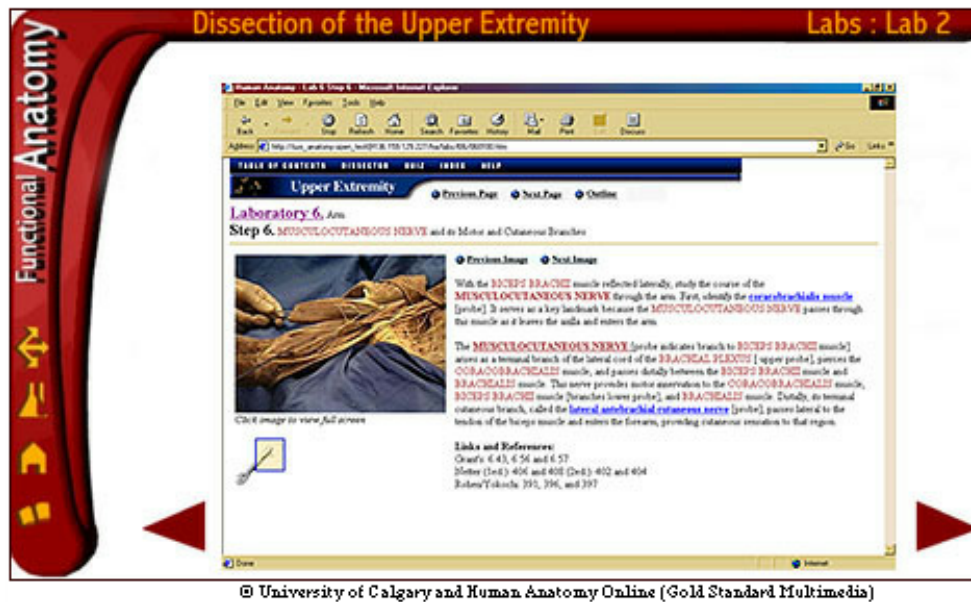 Dissection of the Upper Extremity
Labs : Lab 2
Functional Anatomy
Human Anatomy - Lab 6 Step 6 - Microsoft Internet Explorer
File Edit View Favorites Tools Help
Back Forward Stop Refresh Home Search Favorites History Mail Print Edit Discuss
Address
Go Links
TABLE OF CONTENTS DISSECTOR QUIZ INDEX HELP
Upper Extremity
Previous Page Next Page Outline
Laboratory 6, Arm
Step 6. MUSCULOCUTANEOUS NERVE and its Motor and Cutaneous Branches
Previous Image Next Image
With the BICEPS BRACHII muscle reflected laterally, study the course of the
MUSCULOCUTANEOUS NERVE through the arm. First, identify the coracobrachialis muscle
[probe]. It serves as a key landmark because the MUSCULOCUTANEOUS NERVE passes through
this muscle as it leaves the axilla and enters the arm.
The MUSCULOCUTANEOUS NERVE [probe indicates branch to BICEPS BRACHII muscle]
arises as a terminal branch of the lateral cord of the BRACHIAL PLEXUS [ upper probe], pierces the
CORACOBRACHIALIS muscle, and passes distally between the BICEPS BRACHII muscle and
BRACHIALIS muscle. This nerve provides motor innervation to the CORACOBRACHIALIS muscle,
BICEPS BRACHII muscle [branches lower probe], and BRACHIALIS muscle. Distally, its terminal
cutaneous branch, called the lateral antebrachial cutaneous nerve [probe], passes lateral to the
tendon of the biceps muscle and enters the forearm, providing cutaneous sensation to that region.
Click image to view full screen
Links and References:
Grant's: 6.43, 6.56 and 6.57
Netter (1ed.): 406 and 408 (2ed.): 402 and 404
Rohen/Yokochi: 391, 396, and 397
Done
Internet
© University of Calgary and Human Anatomy Online (Gold Standard Multimedia)